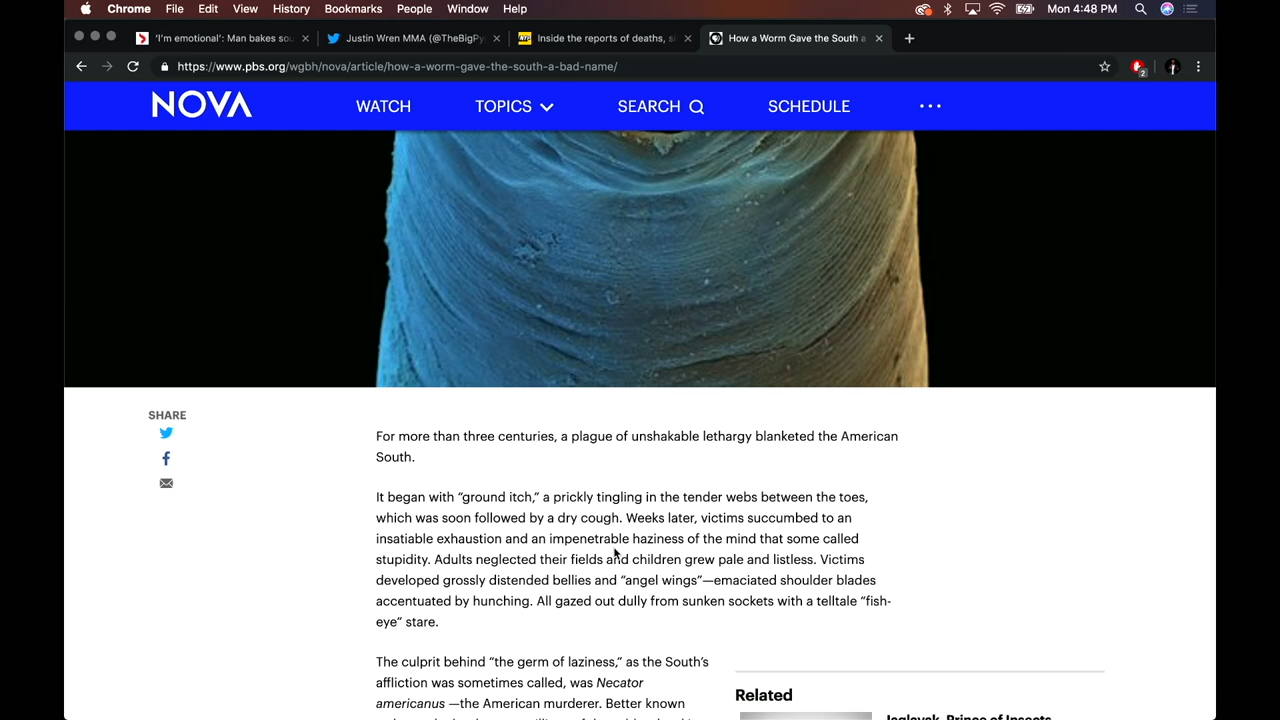 Chrome File Edit View History Bookmarks People Window Help Mon 4:48 PM
'I'm emotional': Man bakes sou Justin Wren MMA (@TheBigPy Inside the reports of deaths, s How a Worm Gave the South a
https://www.pbs.org/wgbh/nova/article/how-a-worm-gave-the-south-a-bad-name/
2
NOVA WATCH TOPICS SEARCH SCHEDULE
SHARE
For more than three centuries, a plague of unshakable lethargy blanketed the American
South.
It began with “ground itch,” a prickly tingling in the tender webs between the toes,
which was soon followed by a dry cough. Weeks later, victims succumbed to an
insatiable exhaustion and an impenetrable haziness of the mind that some called
stupidity. Adults neglected their fields and children grew pale and listless. Victims
developed grossly distended bellies and “angel wings”—emaciated shoulder blades
accentuated by hunching. All gazed out dully from sunken sockets with a telltale “fish-
eye” stare.
The culprit behind “the germ of laziness,” as the South’s
affliction was sometimes called, was Necator
americanus —the American murderer. Better known
Related
Jaglavak, Prince of Insects